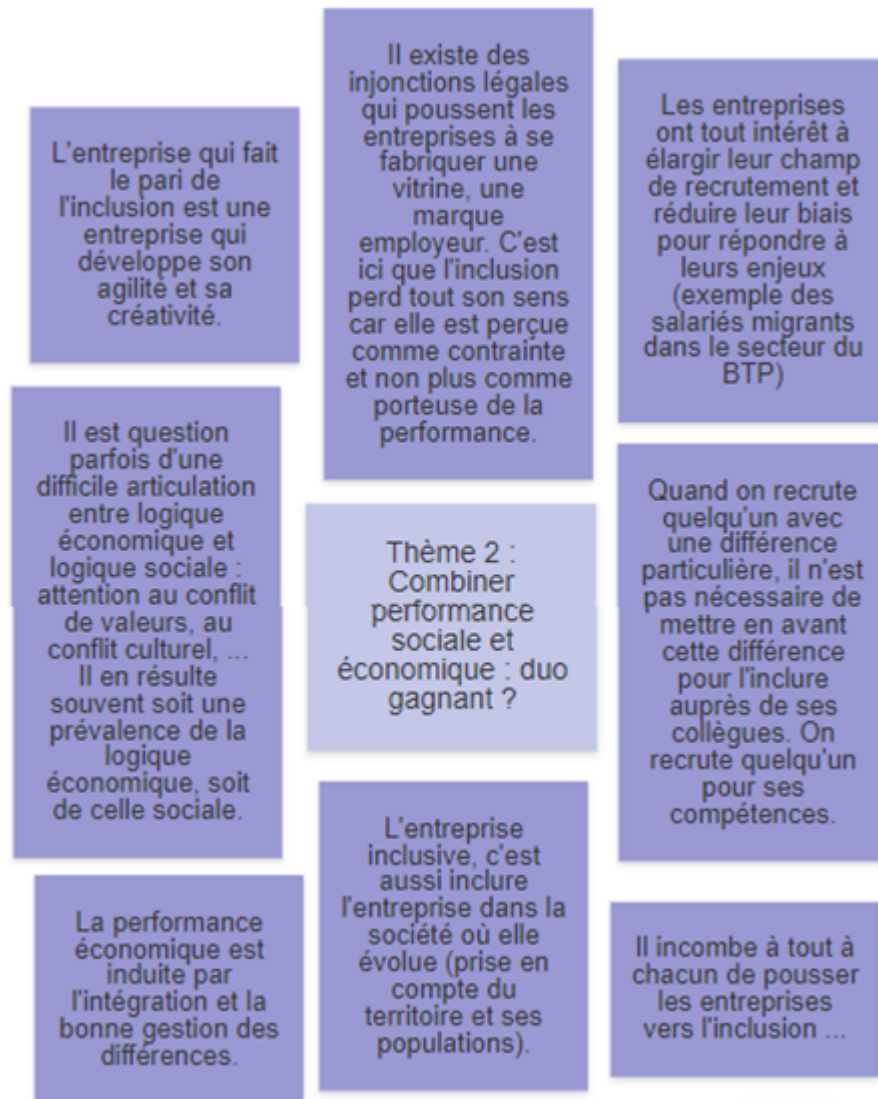 L'entreprise qui fait
le pari de
l'inclusion est une
entreprise qui
développe son
agilité et sa
créativité.
Il existe des
injonctions légales
qui poussent les
entreprises à se
fabriquer une
vitrine, une
marque
employeur. C'est
ici que l'inclusion
perd tout son sens
car elle est perçue
comme contrainte
et non plus comme
porteuse de la
performance.
Les entreprises
ont tout intérêt à
élargir leur champ
de recrutement et
réduire leur biais
pour répondre à
leurs enjeux
(exemple des
salariés migrants
dans le secteur du
BTP)
Il est question
parfois d'une
difficile articulation
entre logique
économique et
logique sociale :
attention au conflit
de valeurs, au
conflit culturel, ...
Il en résulte
souvent soit une
prévalence de la
logique
économique, soit
de celle sociale.
Thème 2 :
Combiner
performance
sociale et
économique : duo
gagnant ?
Quand on recrute
quelqu'un avec
une différence
particulière, il n'est
pas nécessaire de
mettre en avant
cette différence
pour l'inclure
auprès de ses
collègues. On
recrute quelqu'un
pour ses
compétences.
La performance
économique est
induite par
l'intégration et la
bonne gestion des
différences.
L'entreprise
inclusive, c'est
aussi inclure
l'entreprise dans la
société où elle
évolue (prise en
compte du
territoire et ses
populations).
Il incombe à tout à
chacun de pousser
les entreprises
vers l'inclusion ...